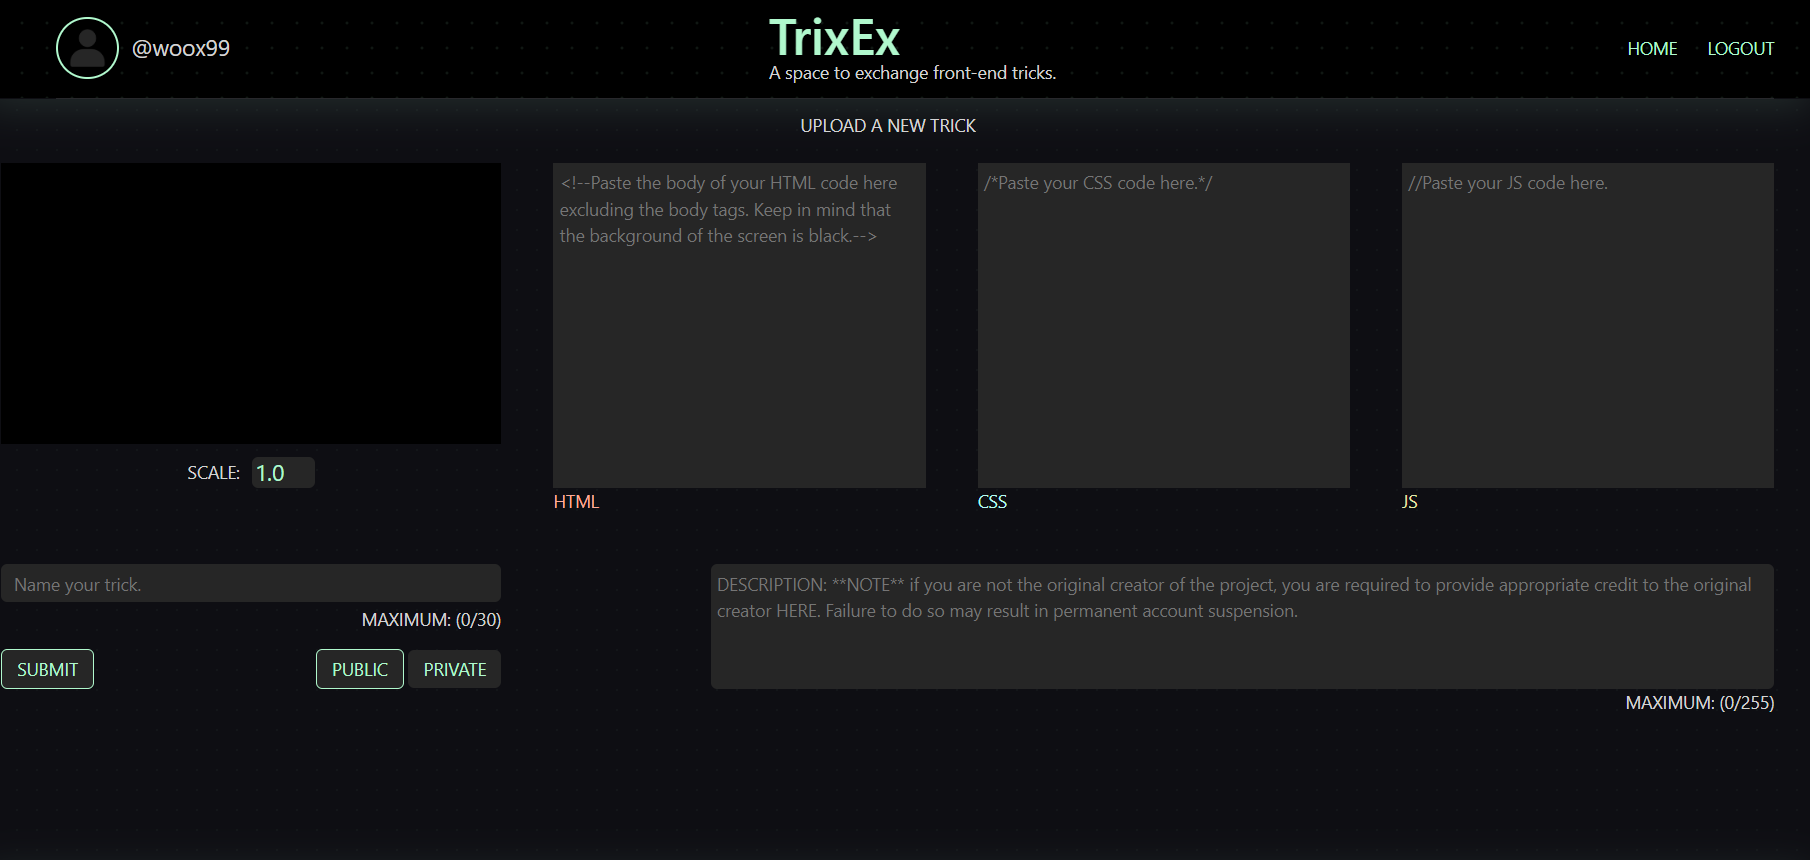 @woox99
TrixEx
A space to exchange front-end tricks.
HOME
LOGOUT
UPLOAD A NEW TRICK
<!--Paste the body of your HTML code here
excluding the body tags. Keep in mind that
the background of the screen is black.-->
/*Paste your CSS code here.*/
//Paste your JS code here.
SCALE:
1.0
HTML
CSS
JS
Name your trick.
MAXIMUM: (0/30)
SUBMIT
PUBLIC
PRIVATE
DESCRIPTION: **NOTE** if you are not the original creator of the project, you are required to provide appropriate credit to the original
creator HERE. Failure to do so may result in permanent account suspension.
MAXIMUM: (0/255)